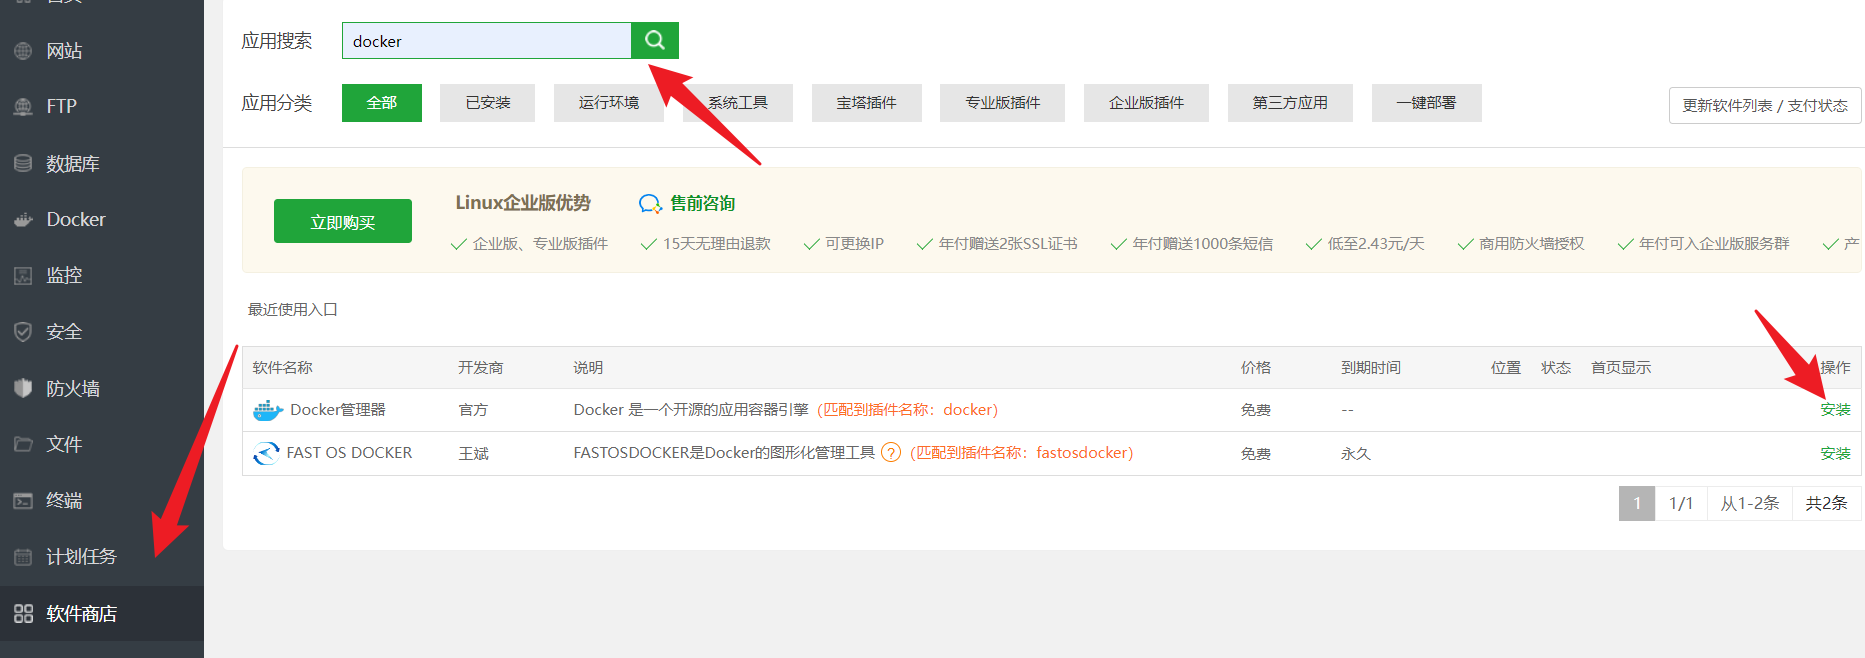 首页
网站
FTP
数据库
Docker
监控
安全
防火墙
文件
终端
计划任务
软件商店
应用搜索 docker
应用分类 全部 已安装 运行环境 系统工具 宝塔插件 专业版插件 企业版插件 第三方应用 一键部署 更新软件列表 / 支付状态
立即购买 Linux企业版优势 售前咨询
企业版、专业版插件 15天无理由退款 可更换IP 年付赠送2张SSL证书 年付赠送1000条短信 低至2.43元/天 商用防火墙授权 年付可入企业版服务群 产
最近使用入口
软件名称 开发商 说明 价格 到期时间 位置 状态 首页显示 操作
Docker管理器 官方 Docker 是一个开源的应用容器引擎 (匹配到插件名称：docker) 免费 -- 安装
FAST OS DOCKER 王斌 FASTOSDOCKER是Docker的图形化管理工具 ? (匹配到插件名称：fastosdocker) 免费 永久 安装
1 1/1 从1-2条 共2条